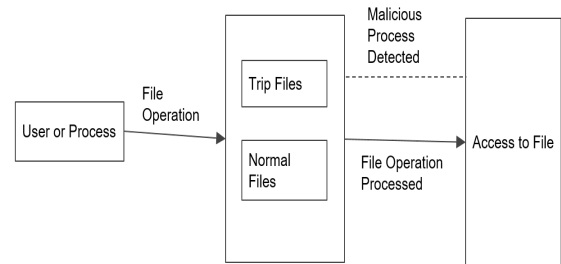 User or Process
File
Operation
Trip Files
Normal
Files
Malicious
Process
Detected
File Operation
Processed
Access to File